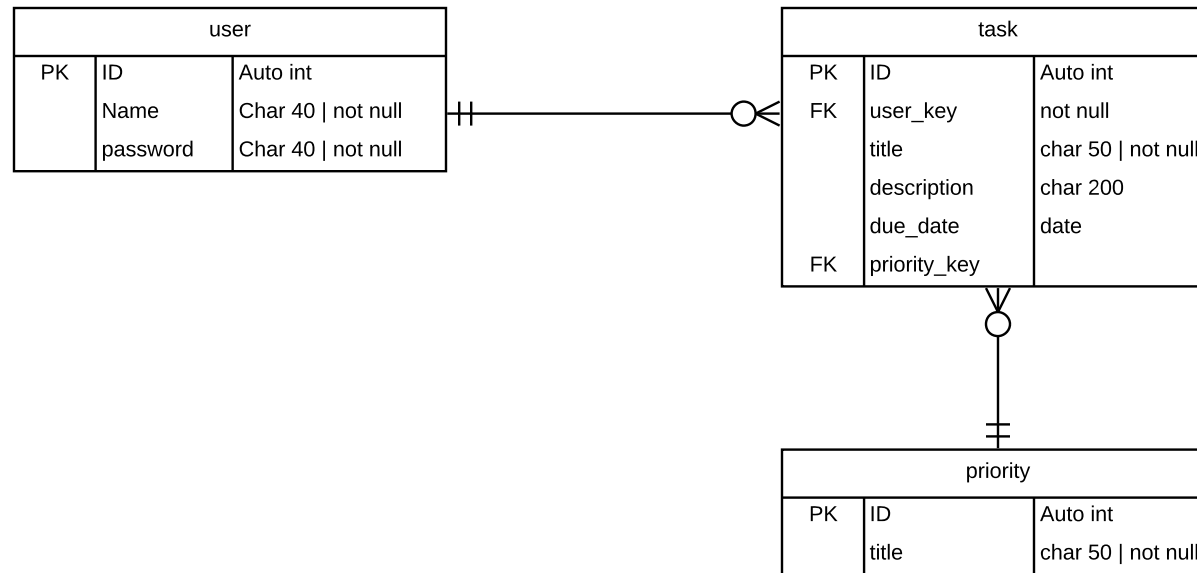 user
PK ID Auto int
Name Char 40 | not null
password Char 40 | not null
task
PK ID Auto int
FK user_key not null
title char 50 | not null
description char 200
due_date date
FK priority_key
priority
PK ID Auto int
title char 50 | not null